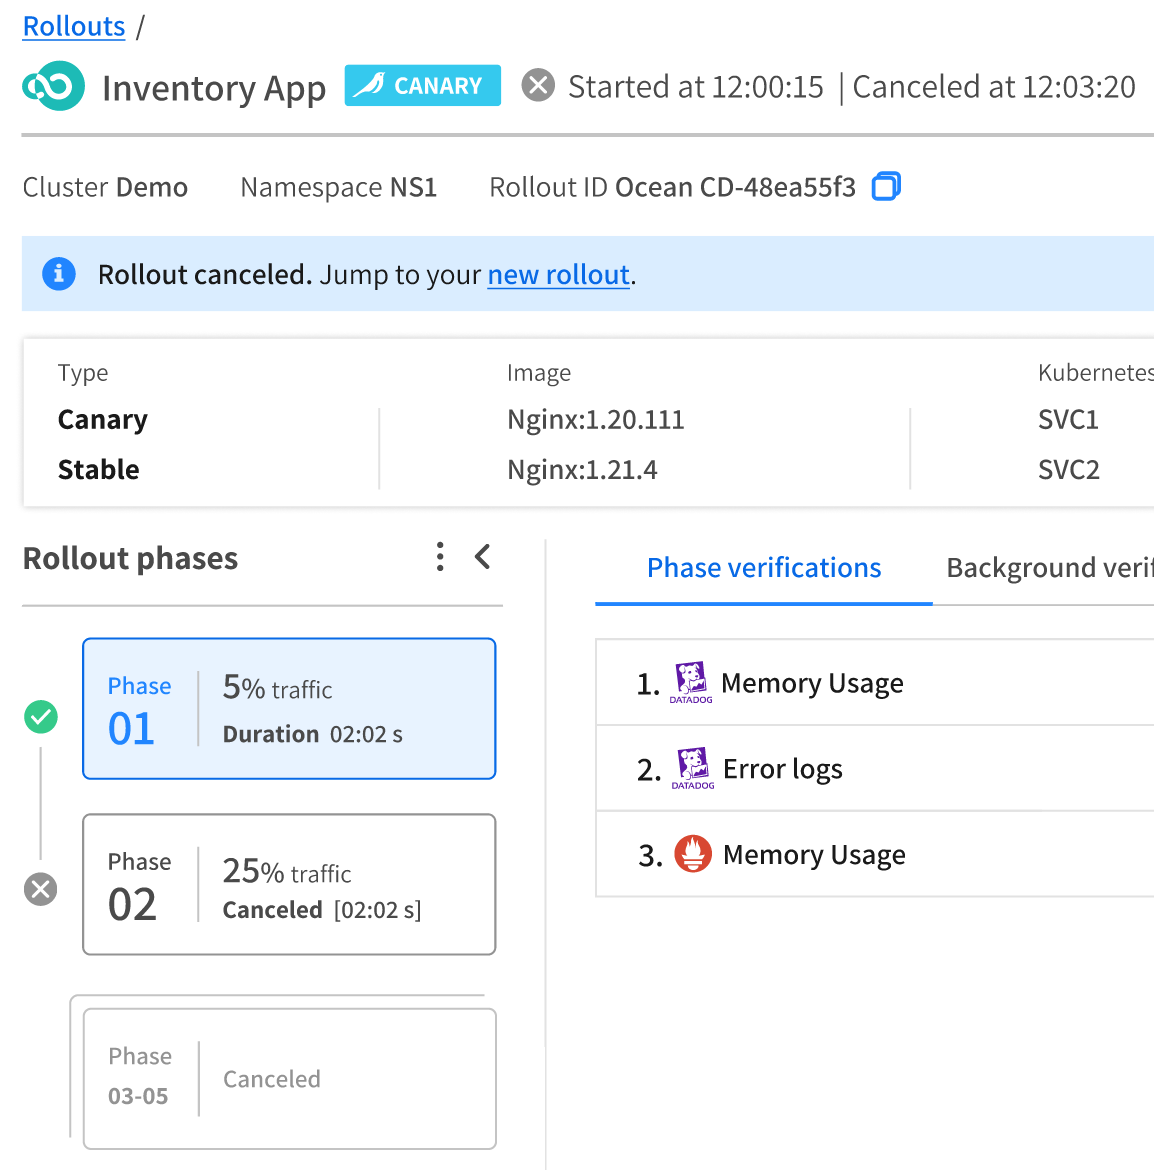 Rollouts /
Inventory App CANARY Started at 12:00:15 | Canceled at 12:03:20
Cluster Demo Namespace NS1 Rollout ID Ocean CD-48ea55f3
Rollout canceled. Jump to your new rollout.
Type Image Kubernetes
Canary Nginx:1.20.111 SVC1
Stable Nginx:1.21.4 SVC2
Rollout phases
Phase 01
5% traffic
Duration 02:02 s
Phase 02
25% traffic
Canceled [02:02 s]
Phase 03-05
Canceled
Phase verifications Background verif
1. DATADOG Memory Usage
2. DATADOG Error logs
3. Memory Usage